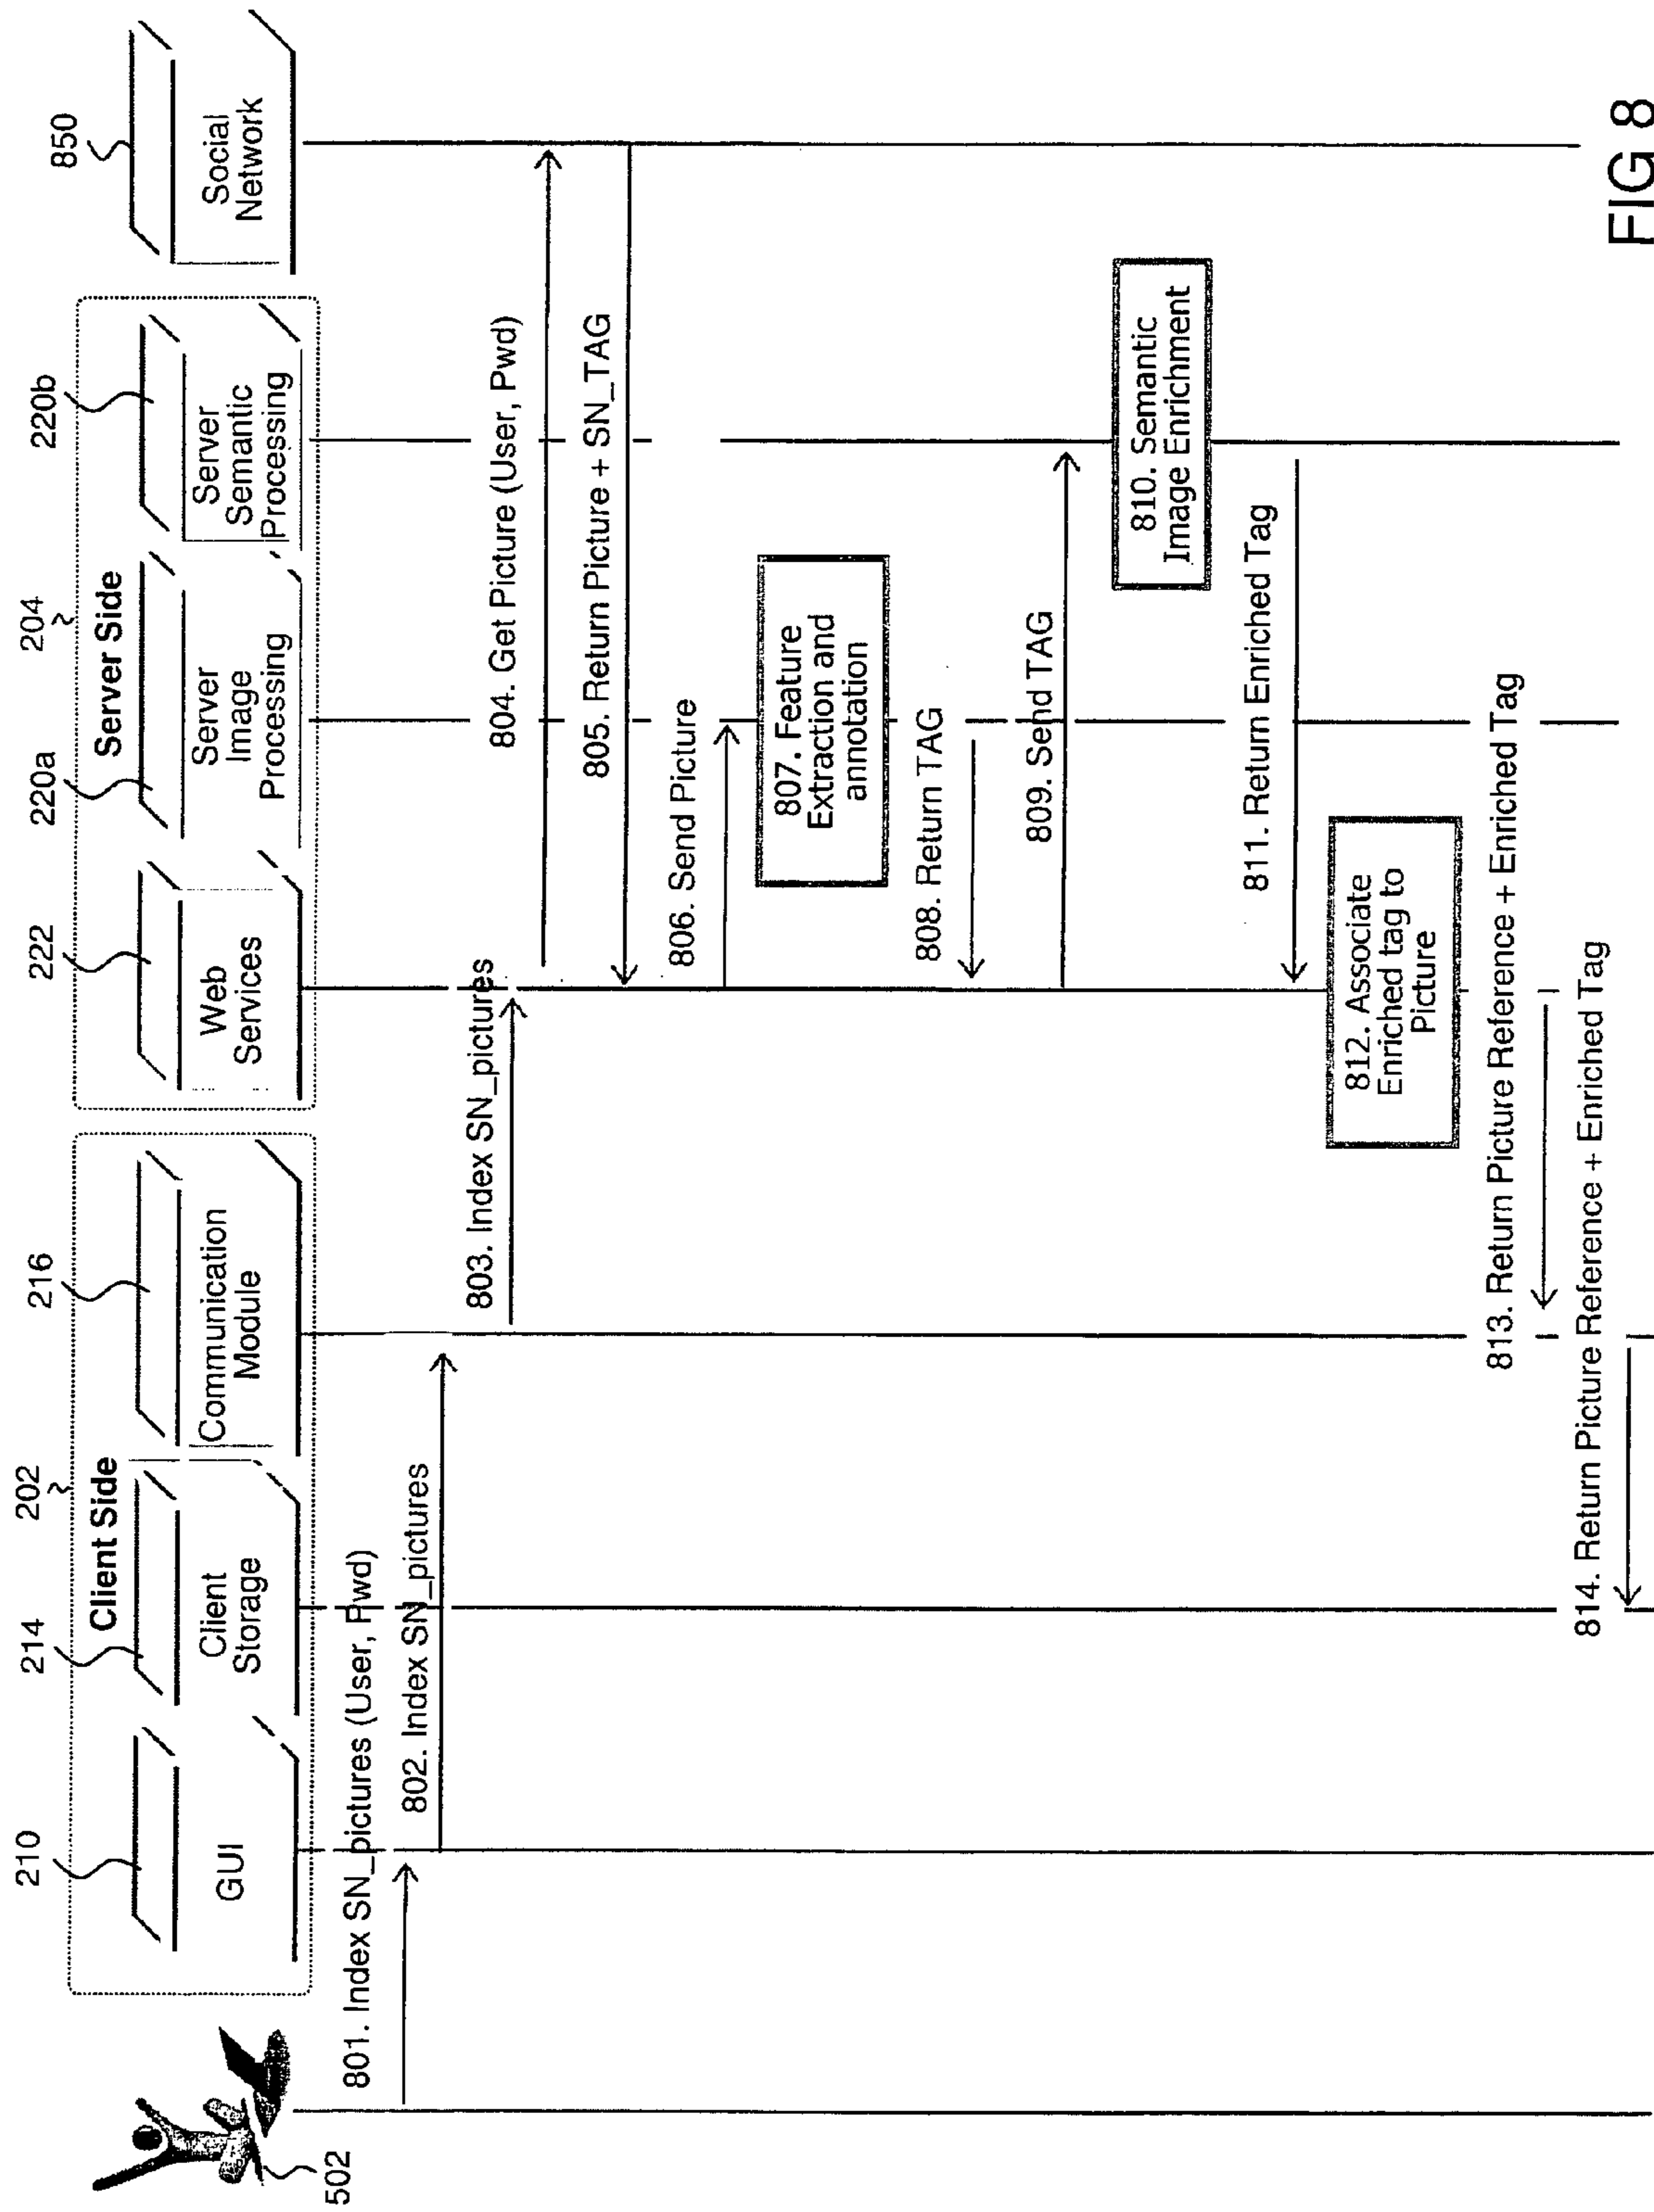 202
204
Client Side
Server Side
502
210
214
216
222
220a
220b
850
GUI
Client
Storage
Communication
Module
Web
Services
Server
Image
Processing
Server
Semantic
Processing
Social
Network
801. Index SN_pictures (User, Pwd)
802. Index SN_pictures
803. Index SN_pictures
804. Get Picture (User, Pwd)
805. Return Picture + SN_TAG
806. Send Picture
807. Feature
Extraction and
annotation
808. Return TAG
809. Send TAG
810. Semantic
Image Enrichment
811. Return Enriched Tag
812. Associate
Enriched tag to
Picture
813. Return Picture Reference + Enriched Tag
814. Return Picture Reference + Enriched Tag
FIG 8